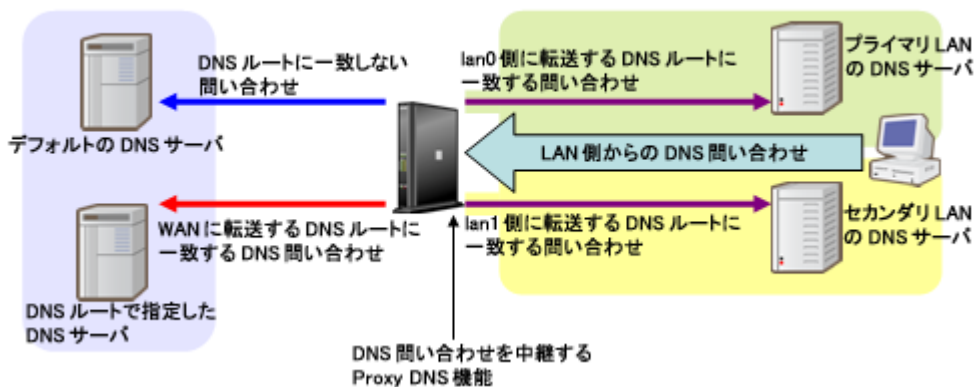 DNS ルートに一致しない
問い合わせ
デフォルトの DNS サーバ
lan0 側に転送する DNS ルートに
一致する問い合わせ
プライマリ LAN
の DNS サーバ
LAN 側からの DNS 問い合わせ
WAN に転送する DNS ルートに
一致する DNS 問い合わせ
DNS ルートで指定した
DNS サーバ
lan1 側に転送する DNS ルートに
一致する問い合わせ
セカンダリ LAN
の DNS サーバ
DNS 問い合わせを中継する
Proxy DNS 機能